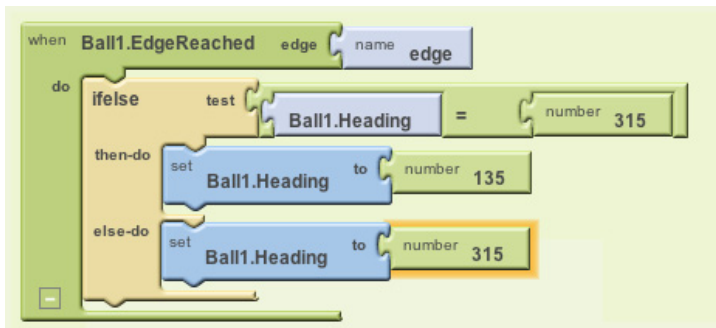 when Ball1.EdgeReached edge name edge
do ifelse test Ball1.Heading = number 315
then-do set Ball1.Heading to number 135
else-do set Ball1.Heading to number 315